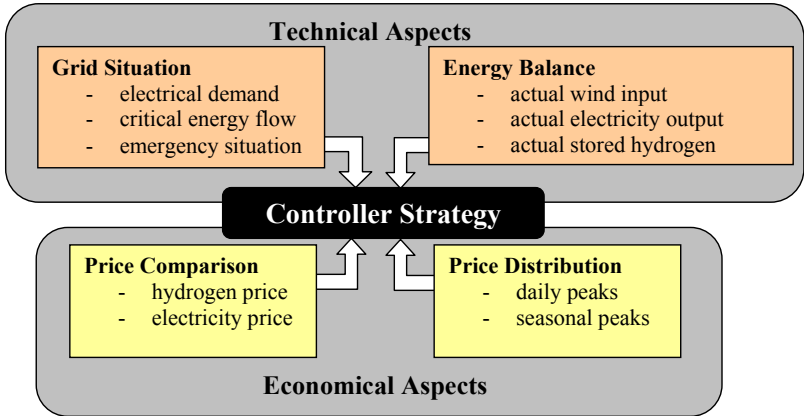 Technical Aspects
Grid Situation
- electrical demand
- critical energy flow
- emergency situation
Energy Balance
- actual wind input
- actual electricity output
- actual stored hydrogen
Controller Strategy
Price Comparison
- hydrogen price
- electricity price
Price Distribution
- daily peaks
- seasonal peaks
Economical Aspects